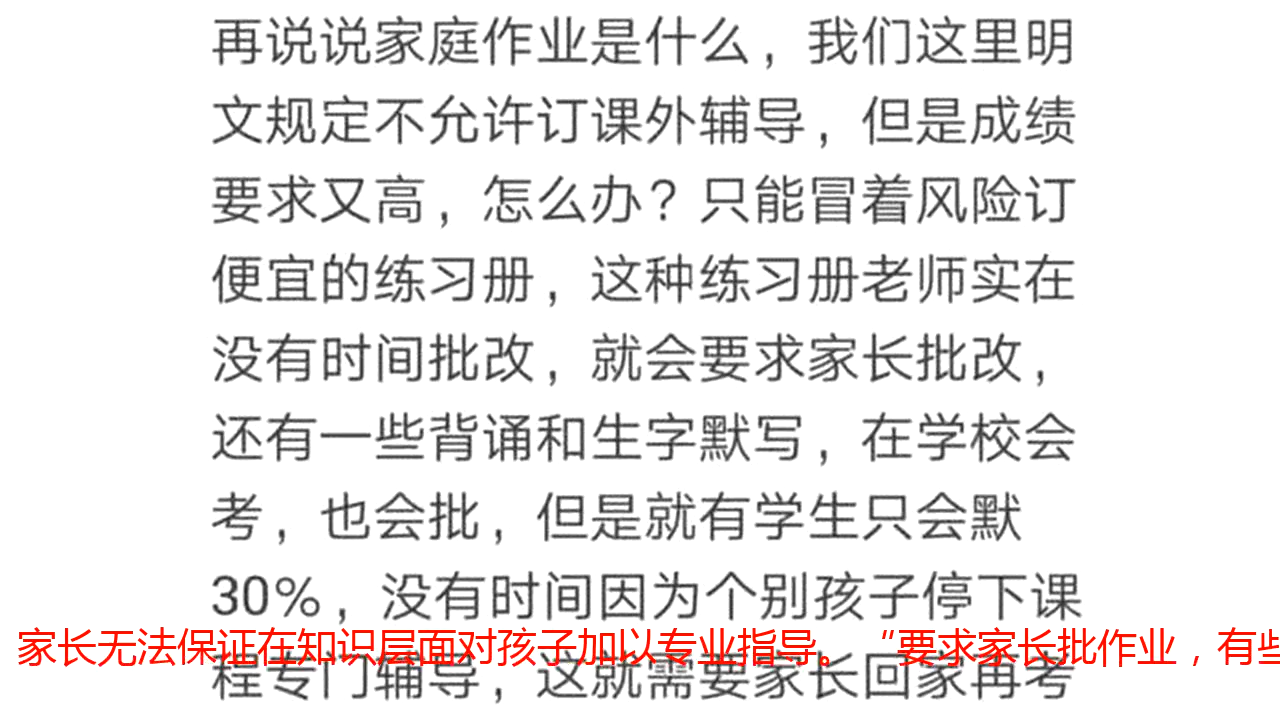 再说说家庭作业是什么，我们这里明
文规定不允许订课外辅导，但是成绩
要求又高，怎么办？只能冒着风险订
便宜的练习册，这种练习册老师实在
没有时间批改，就会要求家长批改，
还有一些背诵和生字默写，在学校会
考，也会批，但是就有学生只会默
30%，没有时间因为个别孩子停下课
家长无法保证在知识层面对孩子加以专业指导。 “要求家长批作业，有些
程专门辅导，这就需要家长回家再考